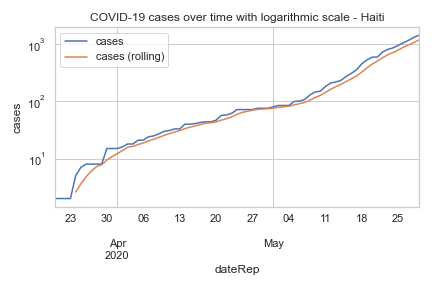 COVID-19 cases over time with logarithmic scale - Haiti
cases
cases (rolling)
10³
10²
10¹
cases
23 30 06 13 20 27 04 11 18 25
Apr May
2020
dateRep